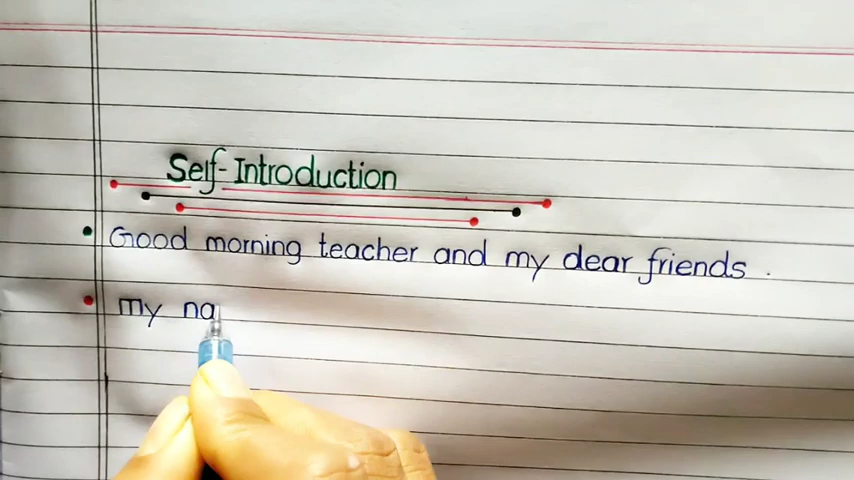 Self-Introduction
Good morning teacher and my dear friends.
my na